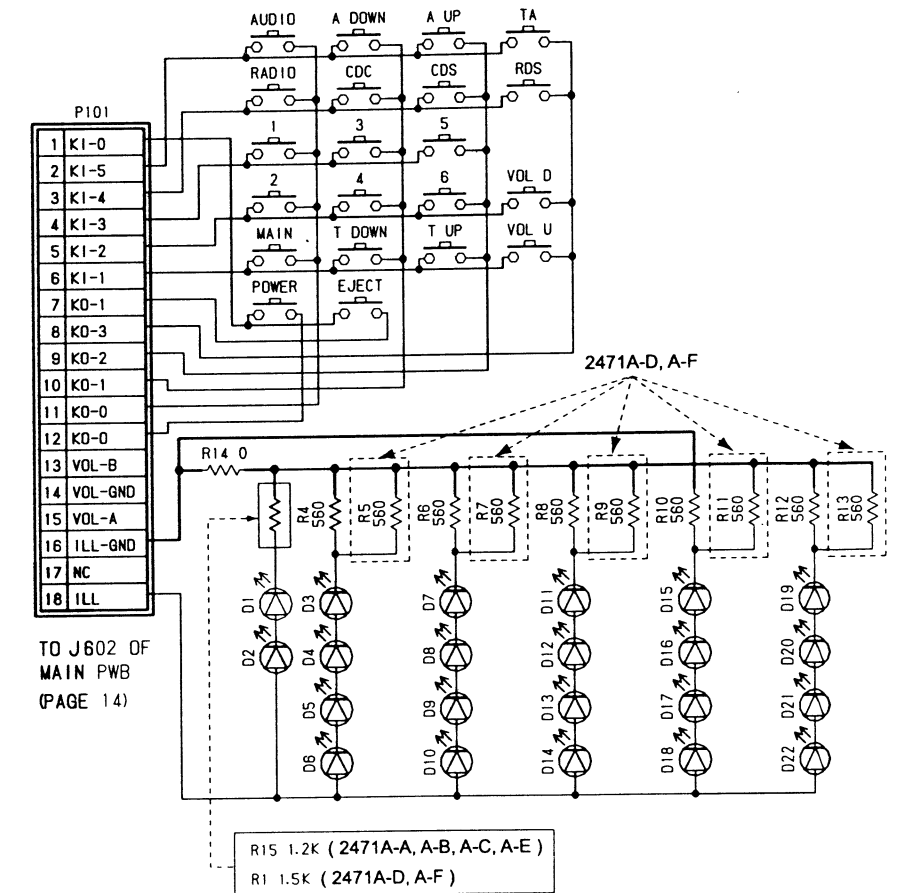 AUDIO A DOWN A UP TA
RADIO CDC CDS RDS
P101
1 3 5
2 4 6 VOL D
MAIN T DOWN T UP VOL U
POWER EJECT
1 KI-0
2 KI-5
3 KI-4
4 KI-3
5 KI-2
6 KI-1
7 KO-1
8 KO-3
9 KO-2
10 KO-1
11 KO-0
12 KO-0
13 VOL-B
14 VOL-GND
15 VOL-A
16 ILL-GND
17 NC
18 ILL
TO J602 OF
MAIN PWB
(PAGE 14)
2471A-D, A-F
R14 0
R4 560
R5 560
R6 560
R7 560
R8 560
R9 560
R10 560
R11 560
R12 560
R13 560
560
D1 D3 D7 D11 D15 D19
D2 D4 D8 D12 D16 D20
D5 D9 D13 D17 D21
D6 D10 D14 D18 D22
R15 1.2K ( 2471A-A, A-B, A-C, A-E )
R1 1.5K ( 2471A-D, A-F )